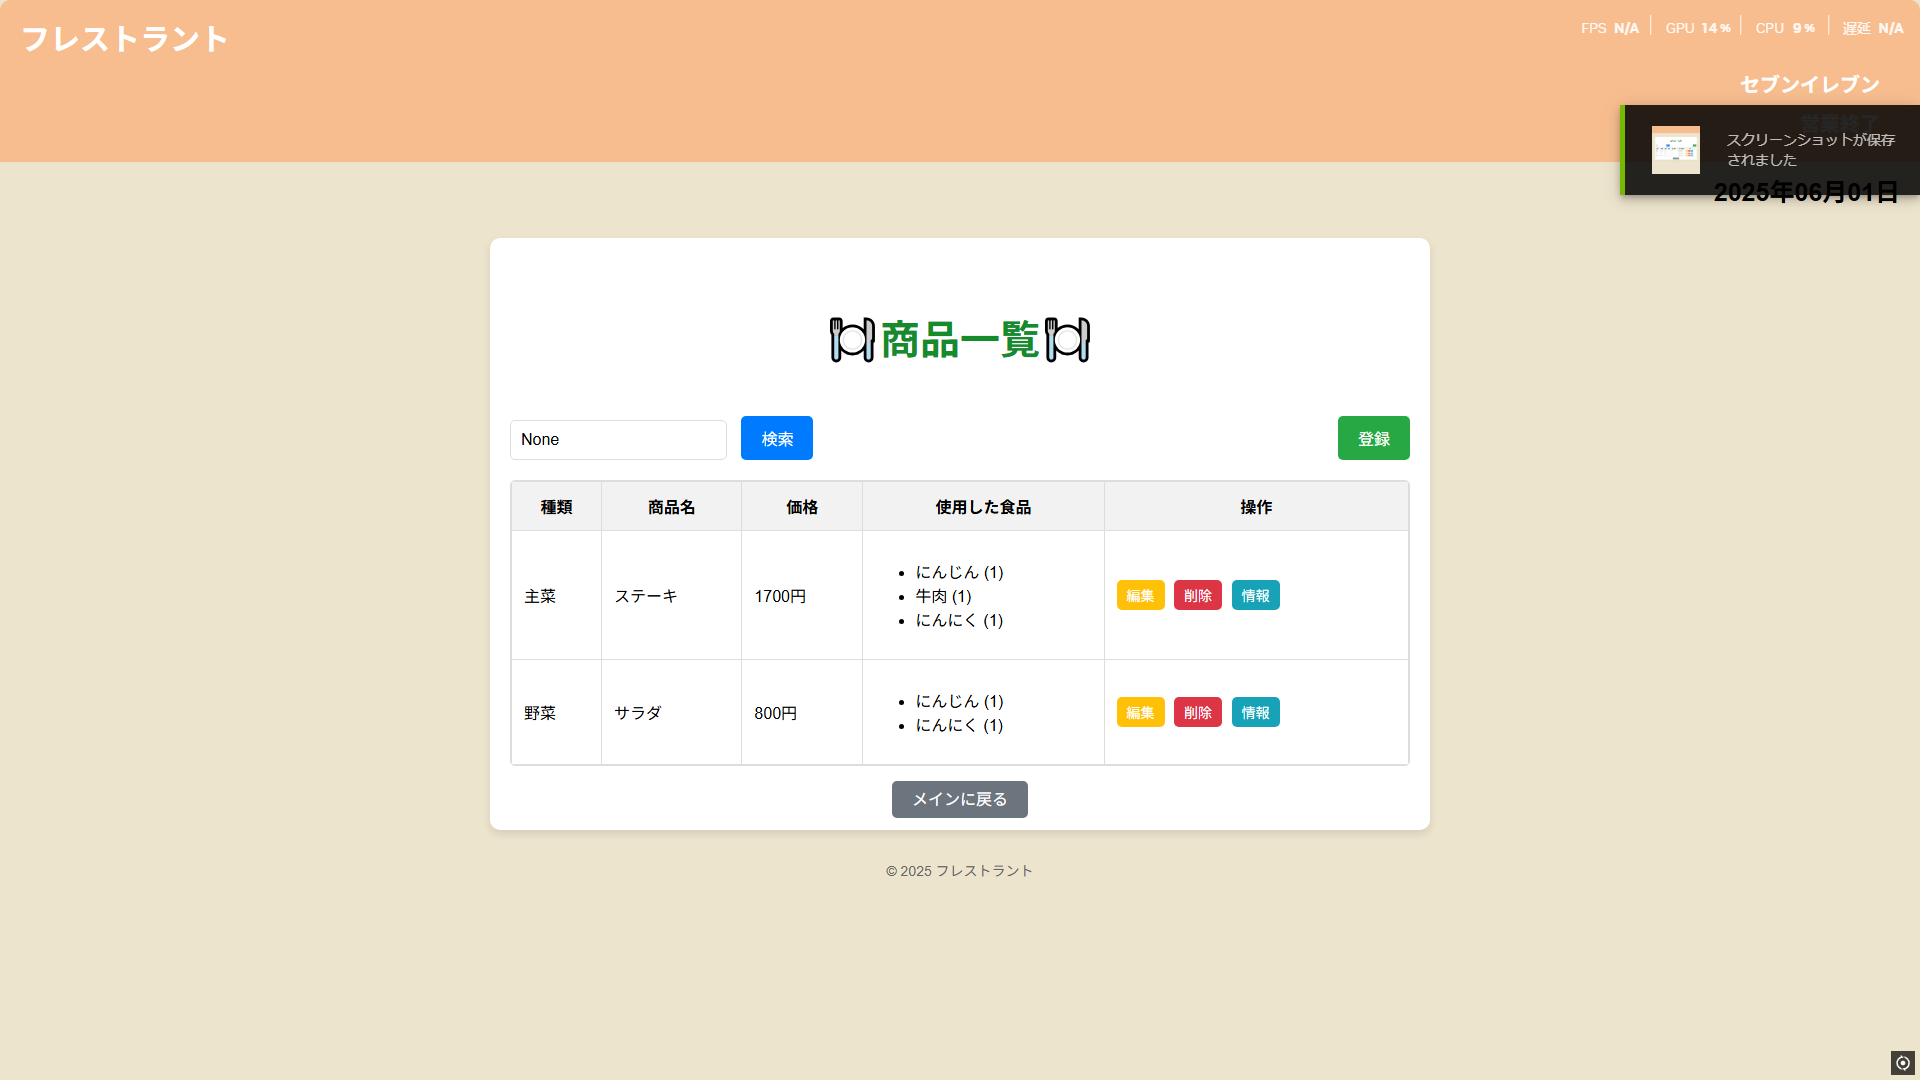 フレストラント
FPS N/A | GPU 14% | CPU 9% | 遅延 N/A
セブンイレブン
営業終了
スクリーンショットが保存
されました
2025年06月01日
🍽商品一覧🍽
None 検索 登録
種類 商品名 価格 使用した食品 操作
主菜 ステーキ 1700円
• にんじん (1)
• 牛肉 (1)
• にんにく (1)
編集 削除 情報
野菜 サラダ 800円
• にんじん (1)
• にんにく (1)
編集 削除 情報
メインに戻る
© 2025 フレストラント